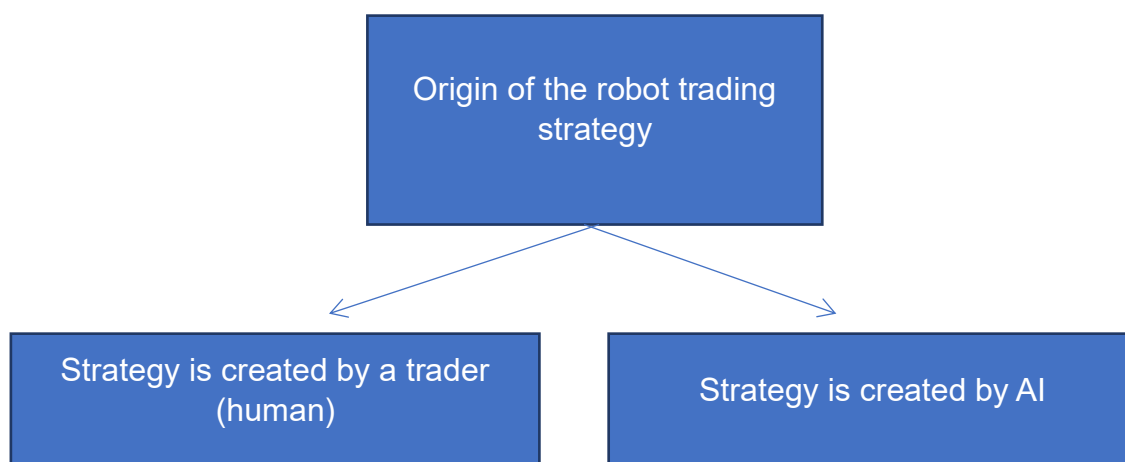 Origin of the robot trading
strategy
Strategy is created by a trader
(human)
Strategy is created by AI